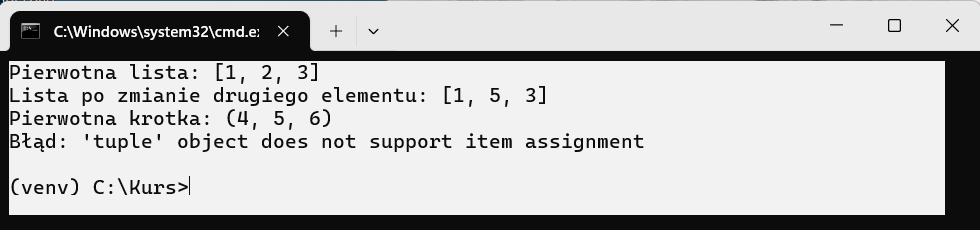 C:\Windows\system32\cmd.e
Pierwotna lista: [1, 2, 3]
Lista po zmianie drugiego elementu: [1, 5, 3]
Pierwotna krotka: (4, 5, 6)
Błąd: 'tuple' object does not support item assignment
(venv) C:\Kurs>